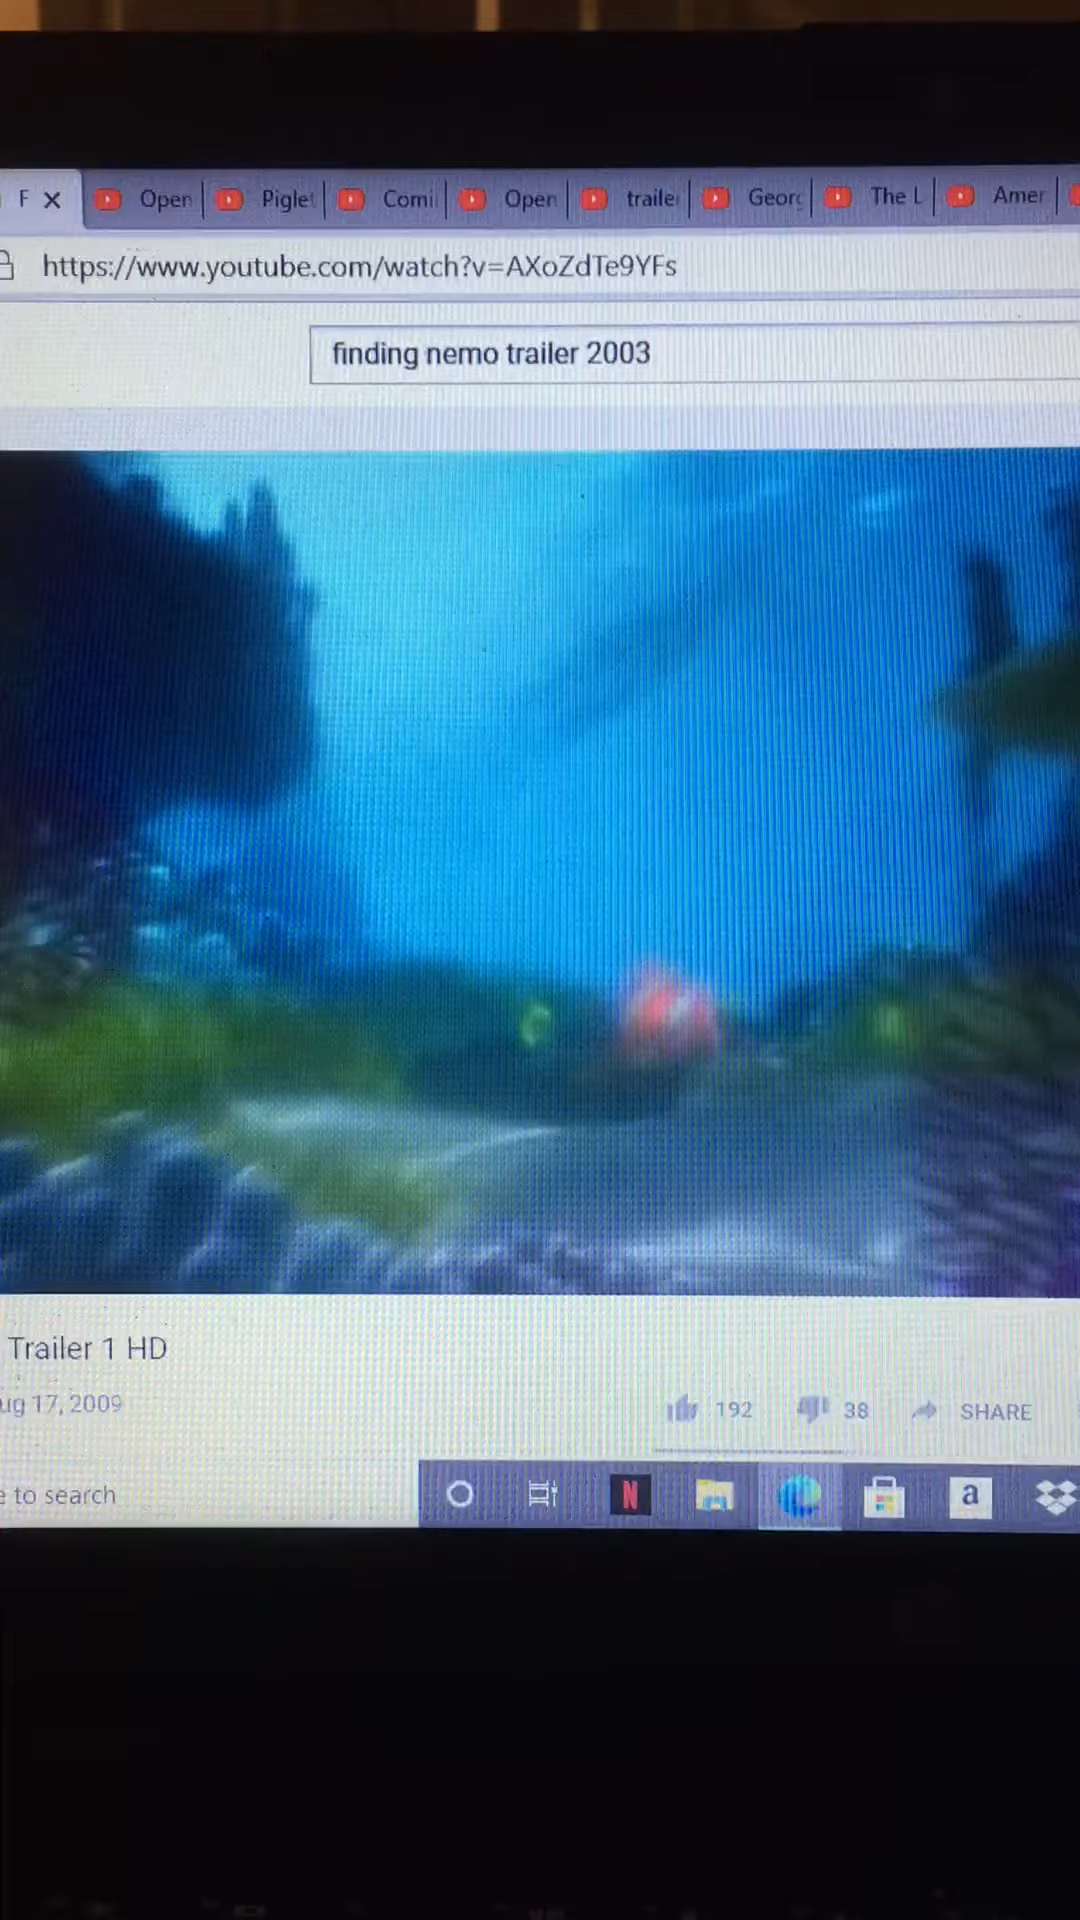 F Open Piglet Comi Open traile Geor The L Amer
https://www.youtube.com/watch?v=AXoZdTe9YFs
finding nemo trailer 2003
Trailer 1 HD
ug 17, 2009
192 38 SHARE
e to search
N a